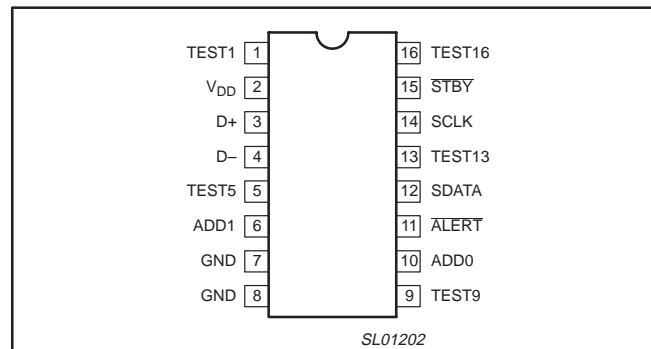 TEST1 1 16 TEST16
VDD 2 15 STBY
D+ 3 14 SCLK
D– 4 13 TEST13
TEST5 5 12 SDATA
ADD1 6 11 ALERT
GND 7 10 ADD0
GND 8 9 TEST9
SL01202